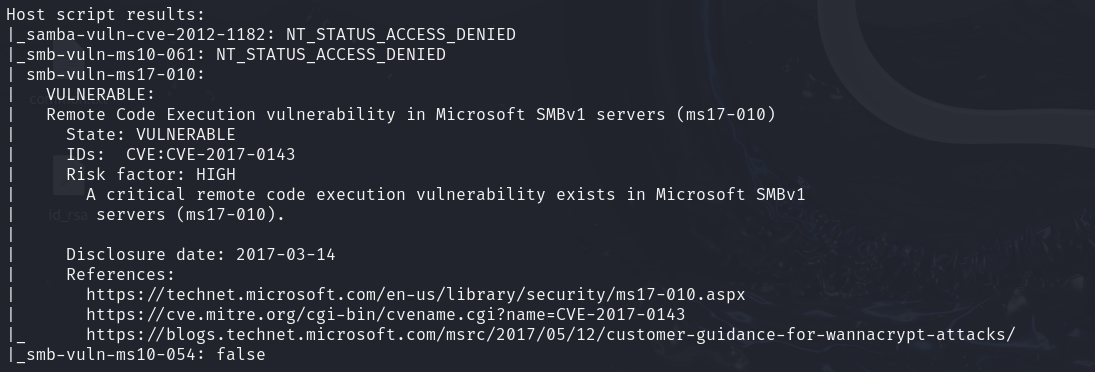 Host script results:
|_samba-vuln-cve-2012-1182: NT_STATUS_ACCESS_DENIED
|_smb-vuln-ms10-061: NT_STATUS_ACCESS_DENIED
| smb-vuln-ms17-010:
|   VULNERABLE:
|   Remote Code Execution vulnerability in Microsoft SMBv1 servers (ms17-010)
|     State: VULNERABLE
|     IDs:  CVE:CVE-2017-0143
|     Risk factor: HIGH
|       A critical remote code execution vulnerability exists in Microsoft SMBv1
|        servers (ms17-010).
|
|     Disclosure date: 2017-03-14
|     References:
|       https://technet.microsoft.com/en-us/library/security/ms17-010.aspx
|       https://cve.mitre.org/cgi-bin/cvename.cgi?name=CVE-2017-0143
|_      https://blogs.technet.microsoft.com/msrc/2017/05/12/customer-guidance-for-wannacrypt-attacks/
|_smb-vuln-ms10-054: false
id_rsa